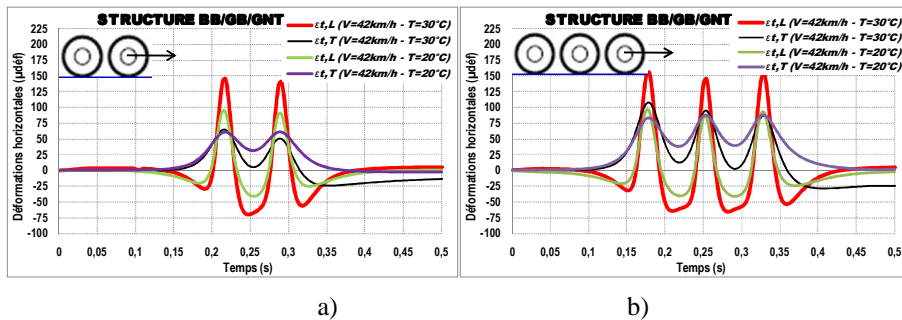 STRUCTURE BB/GB/GNT
εt,L (V=42km/h - T=30°C)
εt,T (V=42km/h - T=30°C)
εt,L (V=42km/h - T=20°C)
εt,T (V=42km/h - T=20°C)
Déformations horizontales (μdéf)
225
200
175
150
125
100
75
50
25
0
-25
-50
-75
-100
0 0,05 0,1 0,15 0,2 0,25 0,3 0,35 0,4 0,45 0,5
Temps (s)
a)
STRUCTURE BB/GB/GNT
εt,L (V=42km/h - T=30°C)
εt,T (V=42km/h - T=30°C)
εt,L (V=42km/h - T=20°C)
εt,T (V=42km/h - T=20°C)
Déformations horizontales (μdéf)
225
200
175
150
125
100
75
50
25
0
-25
-50
-75
-100
0 0,05 0,1 0,15 0,2 0,25 0,3 0,35 0,4 0,45 0,5
Temps (s)
b)